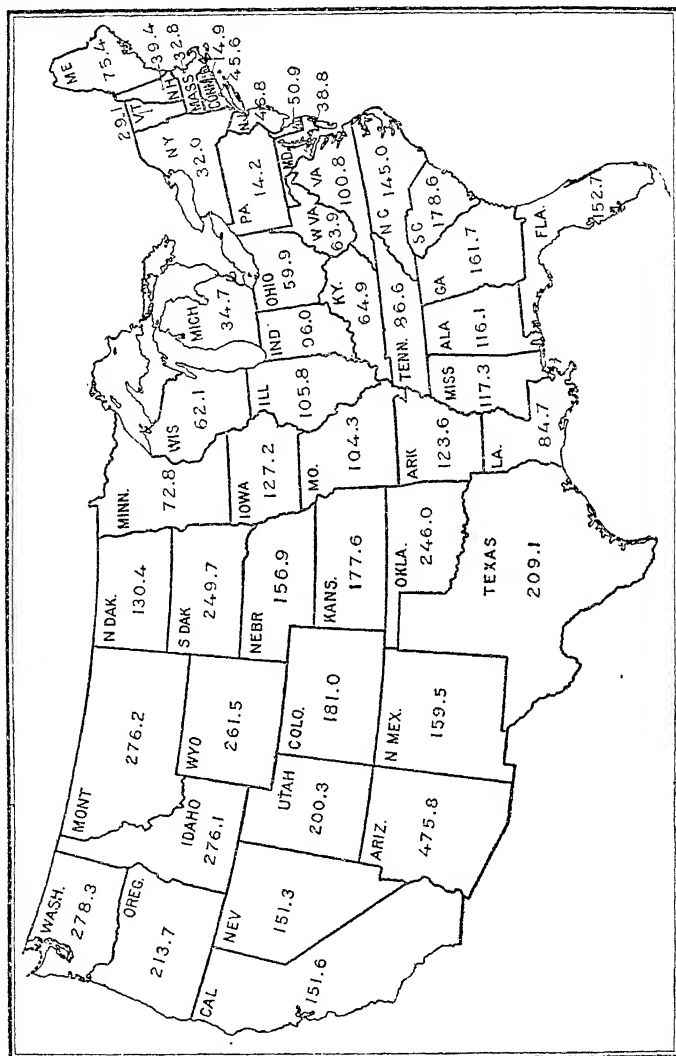 WASH.
278.3
OREG.
213.7
CAL
151.6
NEV
151.3
IDAHO
276.1
MONT
276.2
WYO
261.5
UTAH
200.3
COLO.
181.0
ARIZ.
475.8
N MEX.
159.5
N DAK.
130.4
S DAK
249.7
NEBR
156.9
KANS.
177.6
OKLA.
246.0
TEXAS
209.1
MINN.
72.8
IOWA
127.2
MO.
104.3
ARK
123.6
LA.
84.7
WIS
62.1
ILL
105.8
MICH
34.7
IND
96.0
OHIO
59.9
KY.
64.9
TENN.
86.6
MISS
117.3
ALA
116.1
GA
161.7
FLA.
152.7
SC
178.6
N C
145.0
VA
100.8
W VA
63.9
MD.
50.9
38.8
PA
14.2
N.J.
46.8
NY
32.0
CONN.
45.6
14.9
MASS
32.8
NH
39.4
VT
29.1
ME
75.4